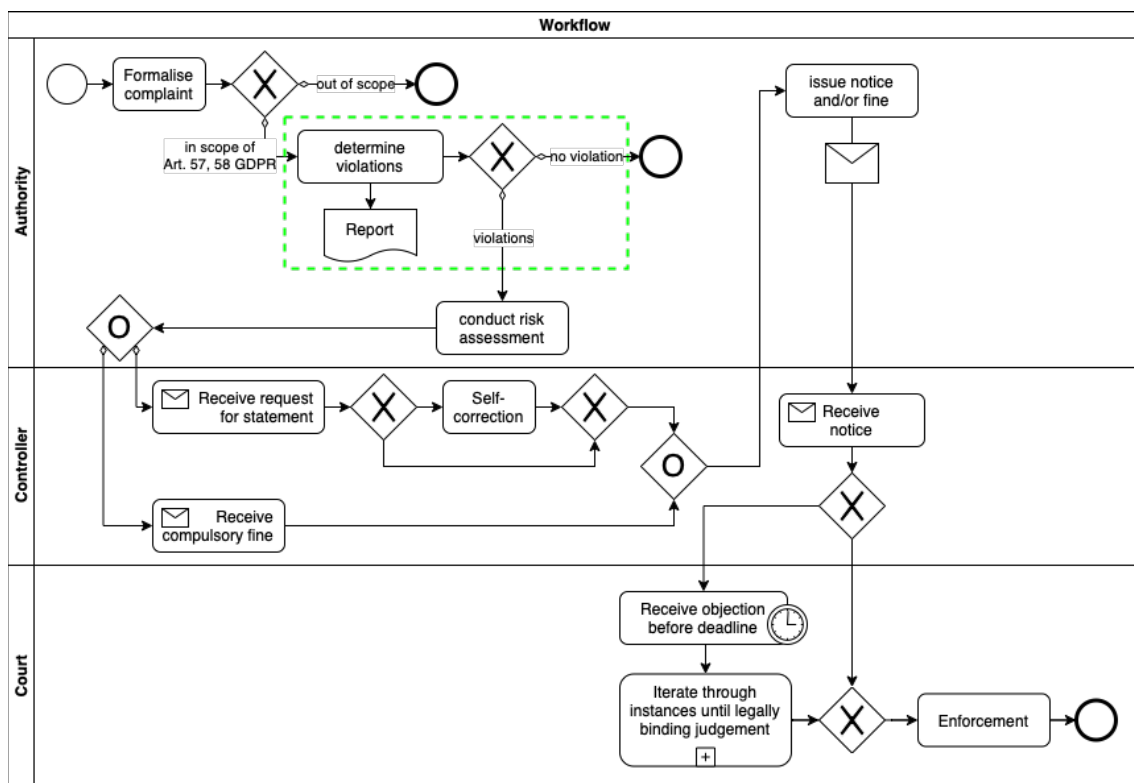 Workflow
Authority
Formalise
complaint
out of scope
in scope of
Art. 57, 58 GDPR
determine
violations
no violation
Report
violations
conduct risk
assessment
issue notice
and/or fine
Controller
Receive request
for statement
Self-
correction
Receive
compulsory fine
Receive
notice
Court
Receive objection
before deadline
Iterate through
instances until legally
binding judgement
Enforcement